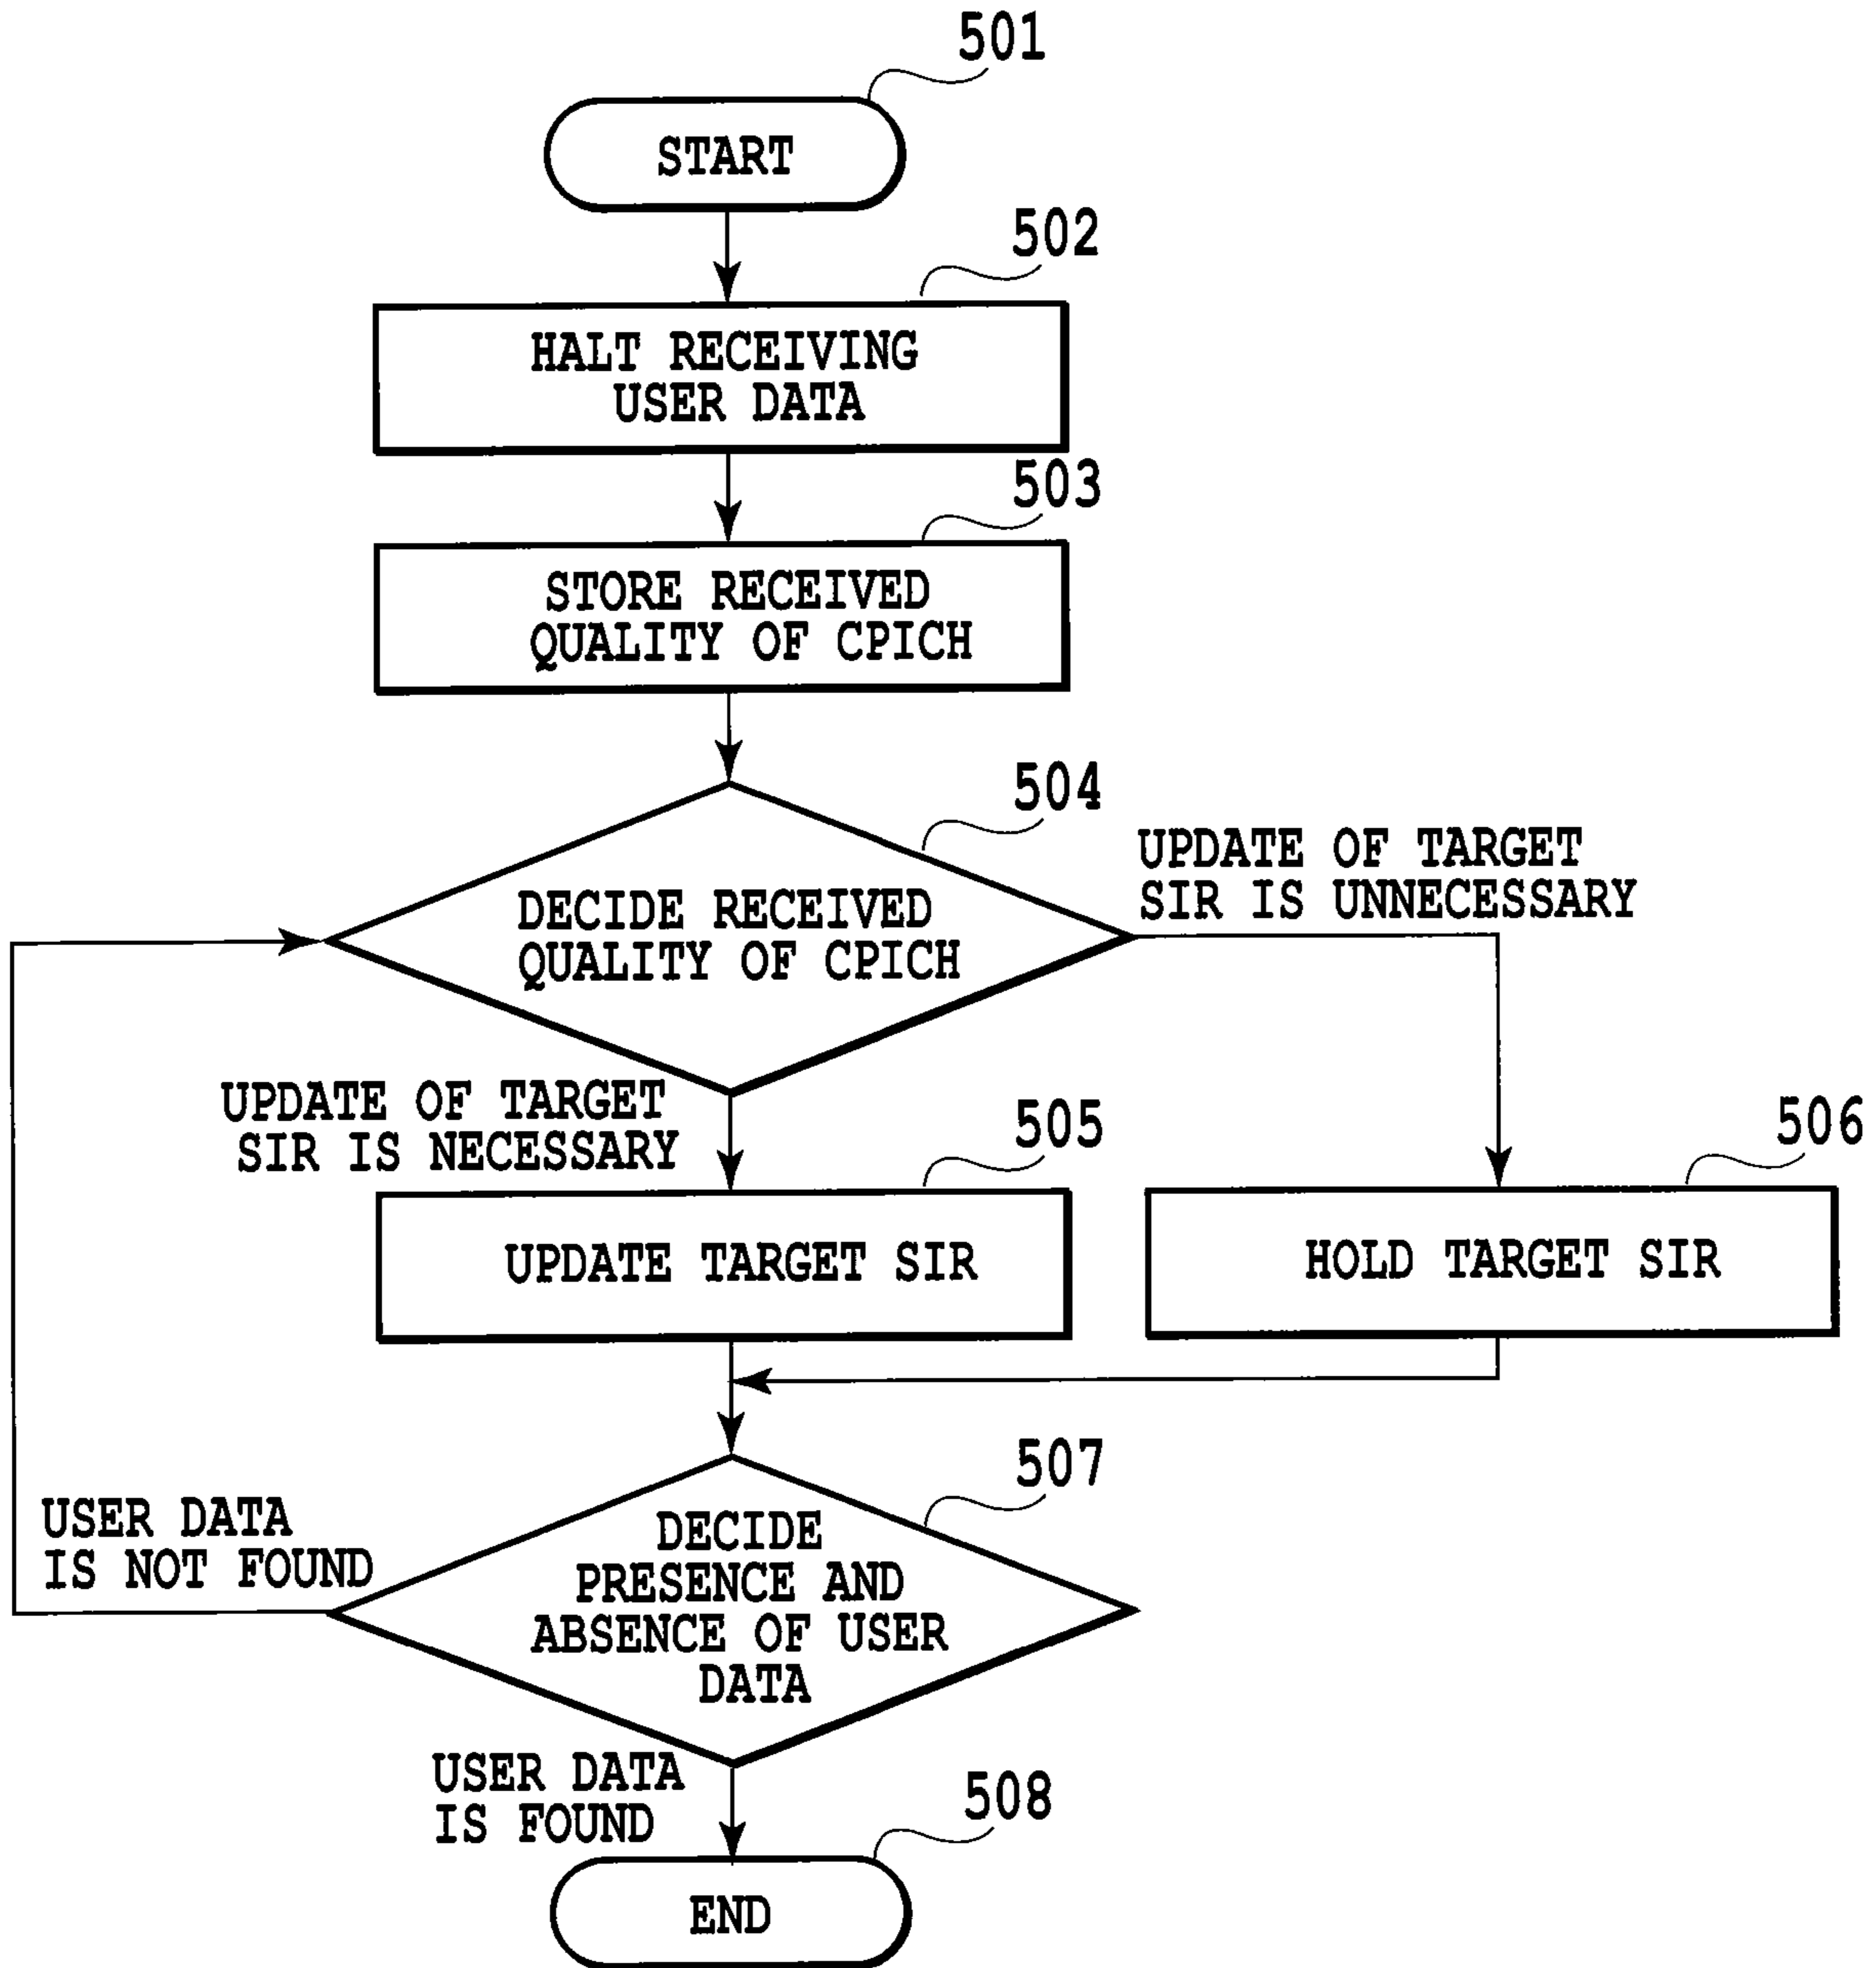 501
START
502
HALT RECEIVING
USER DATA
503
STORE RECEIVED
QUALITY OF CPICH
504
UPDATE OF TARGET
SIR IS UNNECESSARY
DECIDE RECEIVED
QUALITY OF CPICH
UPDATE OF TARGET
SIR IS NECESSARY
505
506
UPDATE TARGET SIR
HOLD TARGET SIR
507
USER DATA
IS NOT FOUND
DECIDE
PRESENCE AND
ABSENCE OF USER
DATA
USER DATA
IS FOUND
508
END